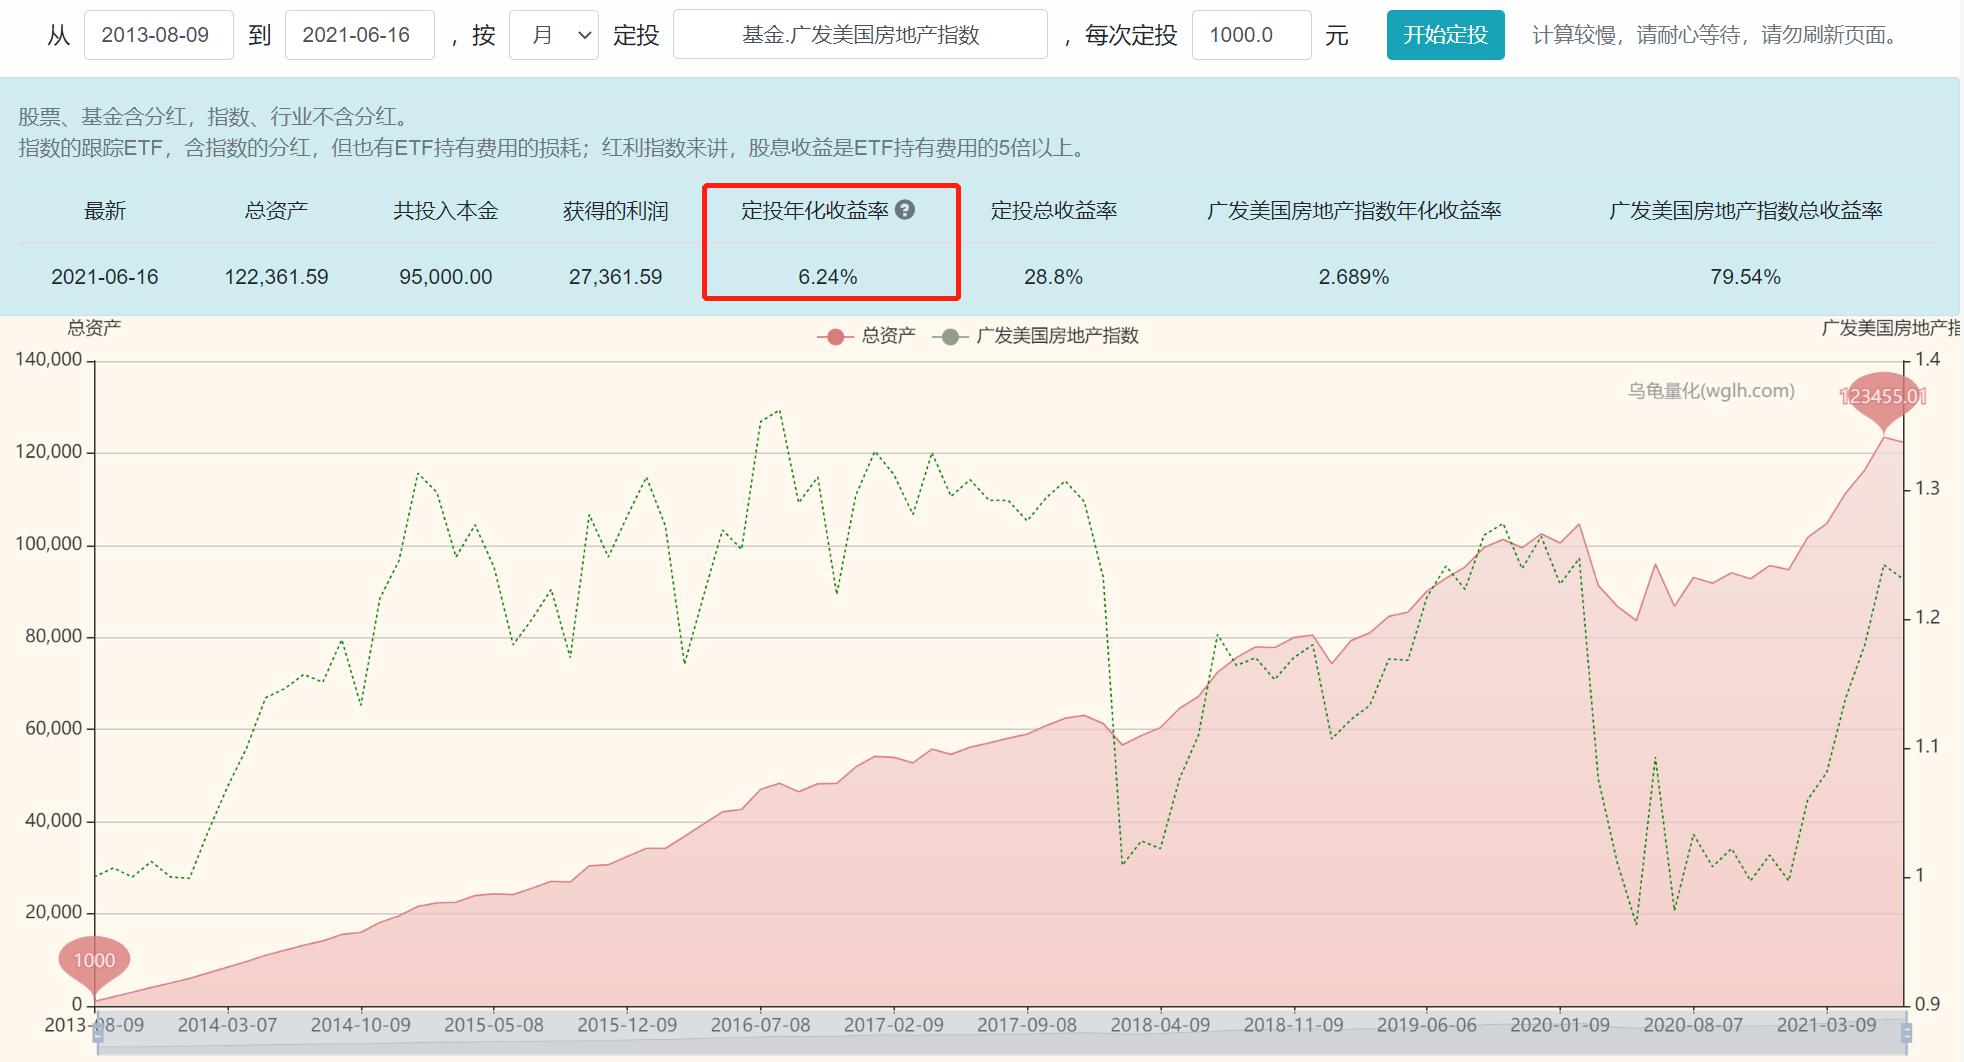 从 2013-08-09 到 2021-06-16 ，按 月 定投 基金.广发美国房地产指数 ，每次定投 1000.0 元 开始定投 计算较慢，请耐心等待，请勿刷新页面。
股票、基金含分红，指数、行业不含分红。
指数的跟踪ETF，含指数的分红，但也有ETF持有费用的损耗；红利指数来讲，股息收益是ETF持有费用的5倍以上。
最新 总资产 共投入本金 获得的利润 定投年化收益率 ? 定投总收益率 广发美国房地产指数年化收益率 广发美国房地产指数总收益率
2021-06-16 122,361.59 95,000.00 27,361.59 6.24% 28.8% 2.689% 79.54%
总资产 总资产 广发美国房地产指数 广发美国房地产指
140,000 1.4
乌龟量化(wglh.com) 123455.01
120,000
1.3
100,000
1.2
80,000
60,000
1.1
40,000
1
20,000
1000
0 0.9
2013-08-09 2014-03-07 2014-10-09 2015-05-08 2015-12-09 2016-07-08 2017-02-09 2017-09-08 2018-04-09 2018-11-09 2019-06-06 2020-01-09 2020-08-07 2021-03-09